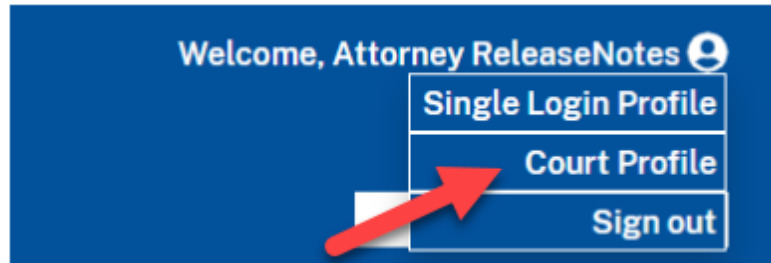 Welcome, Attorney ReleaseNotes
Single Login Profile
Court Profile
Sign out